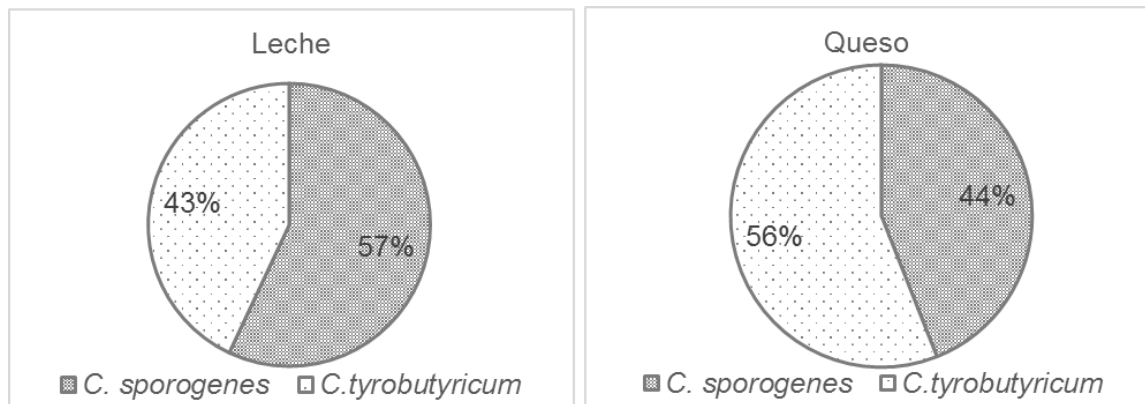 Leche
43%
57%
C. sporogenes C.tyrobutyricum
Queso
44%
56%
C. sporogenes C.tyrobutyricum